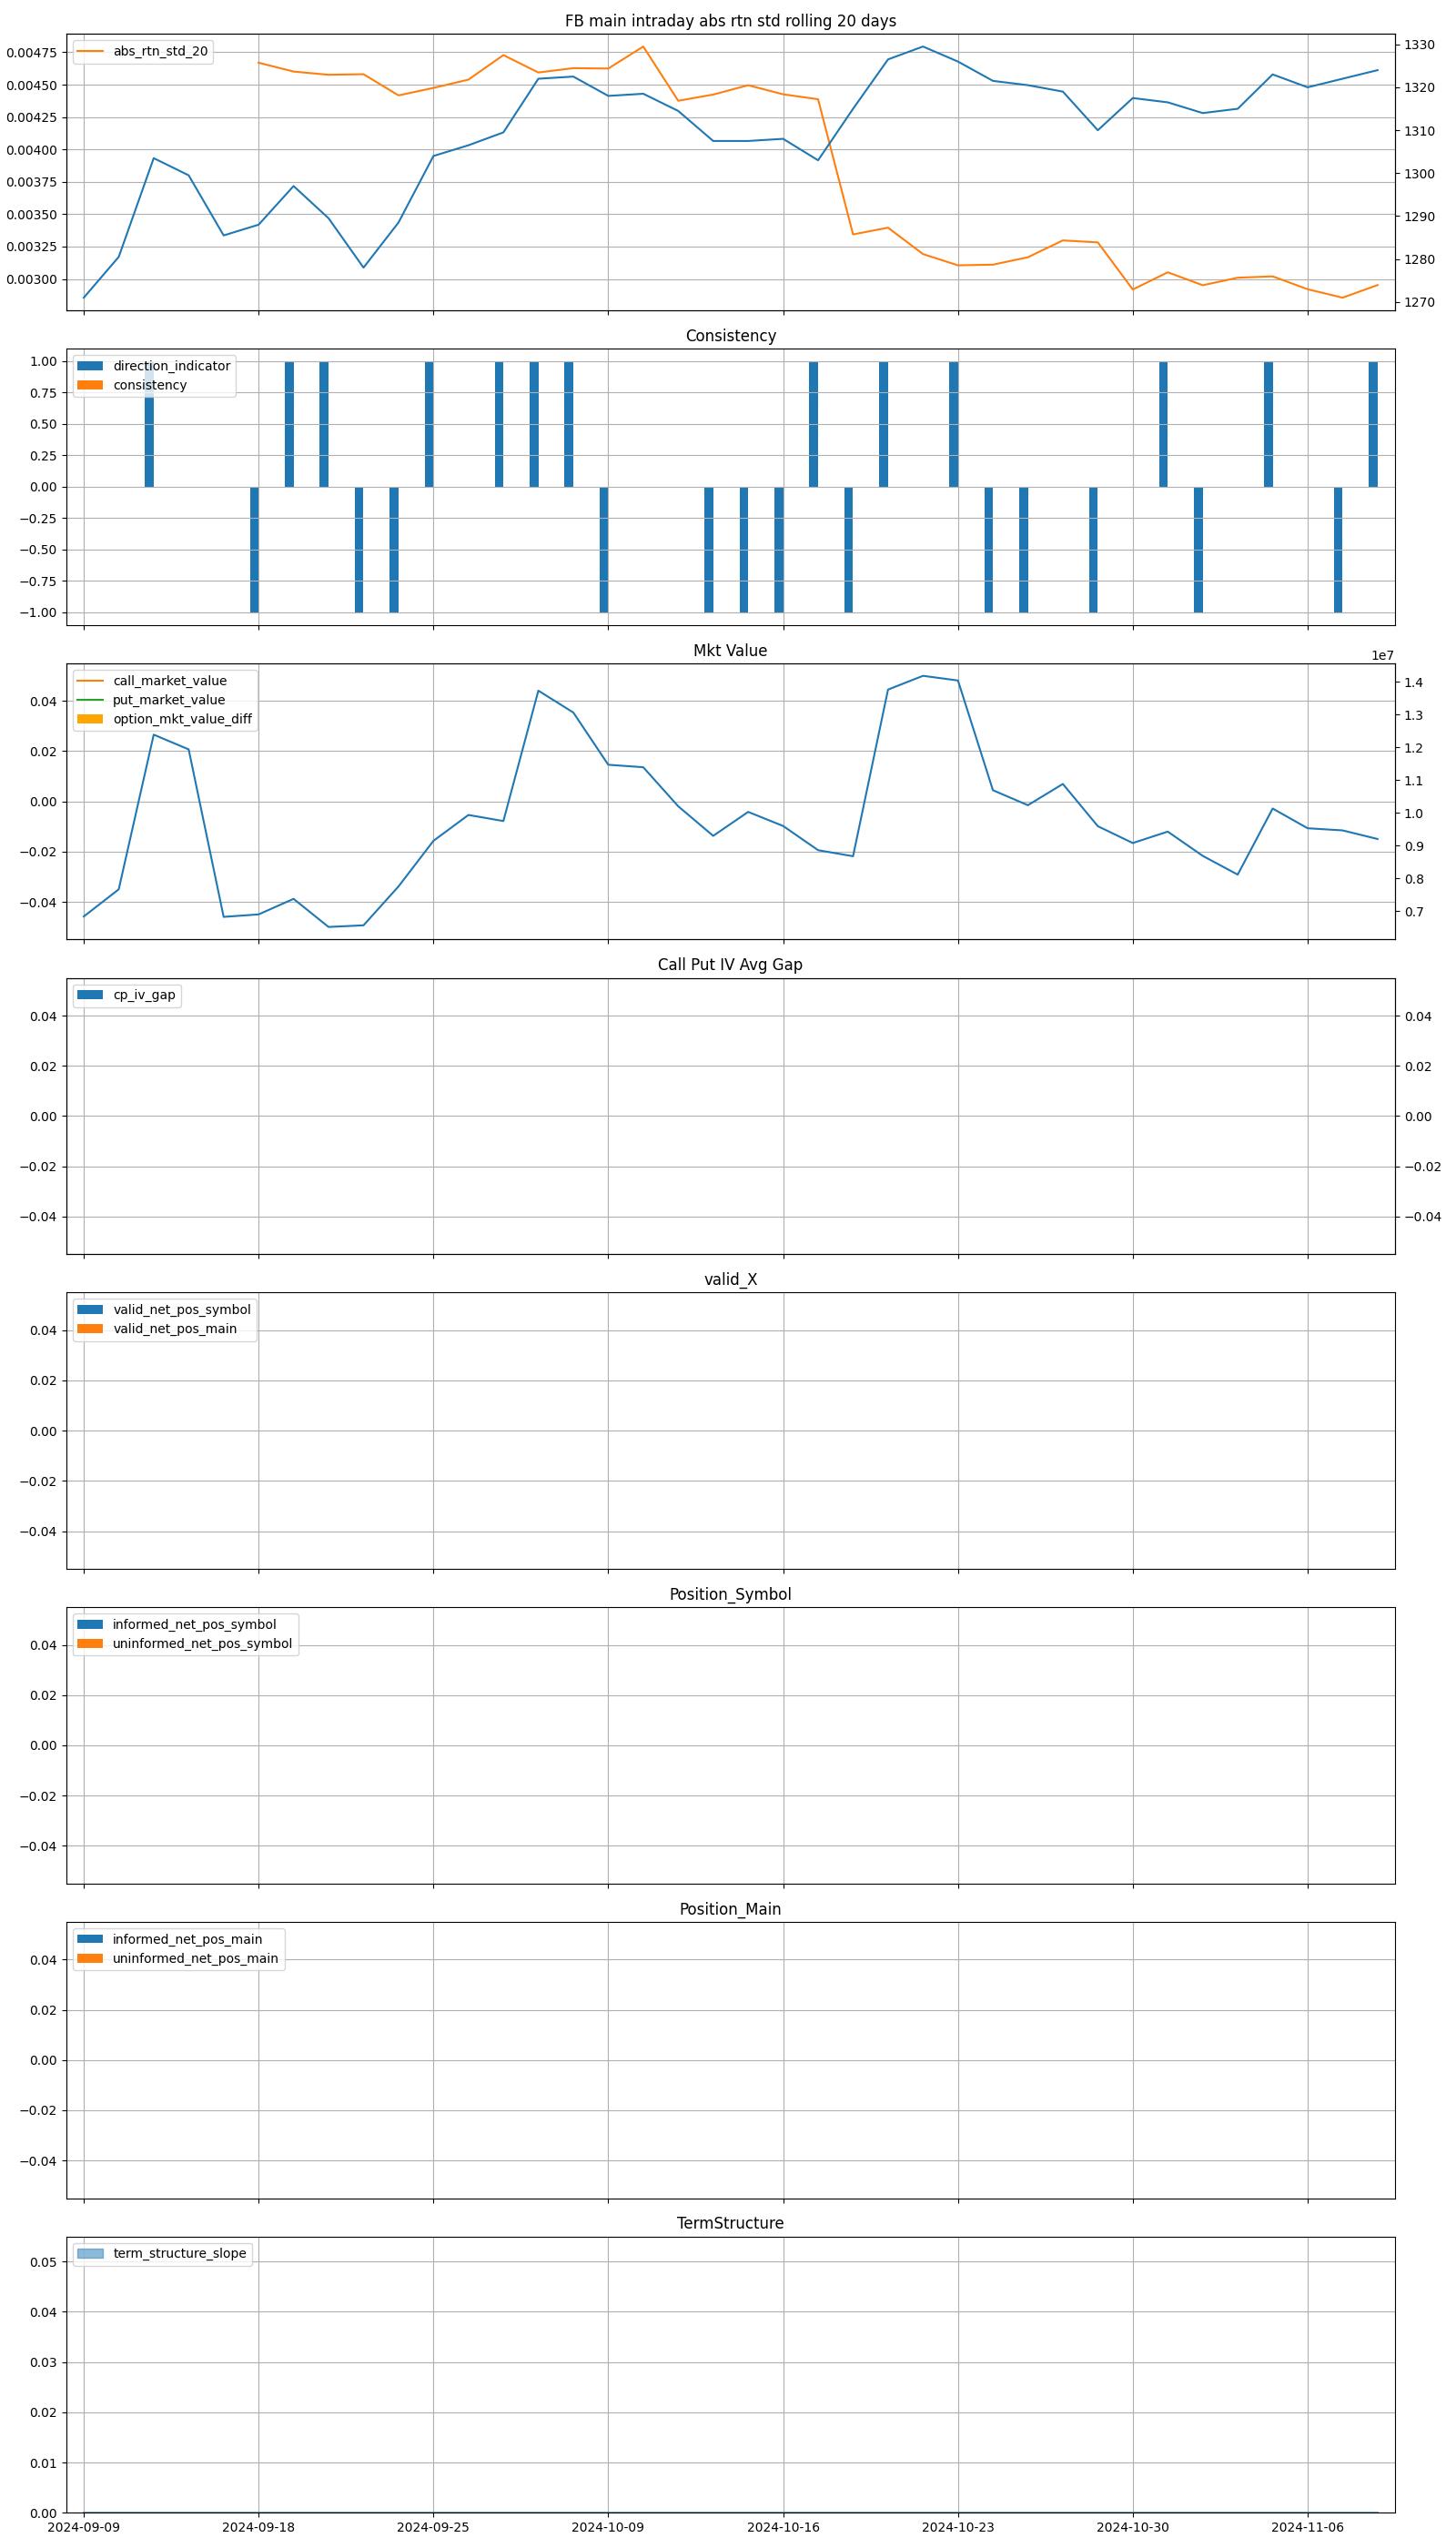 FB main intraday abs rtn std rolling 20 days
abs_rtn_std_20
0.00475
0.00450
0.00425
0.00400
0.00375
0.00350
0.00325
0.00300
1330
1320
1310
1300
1290
1280
1270
Consistency
direction_indicator
consistency
1.00
0.75
0.50
0.25
0.00
−0.25
−0.50
−0.75
−1.00
Mkt Value
1e7
call_market_value
put_market_value
option_mkt_value_diff
0.04
0.02
0.00
−0.02
−0.04
1.4
1.3
1.2
1.1
1.0
0.9
0.8
0.7
Call Put IV Avg Gap
cp_iv_gap
0.04
0.02
0.00
−0.02
−0.04
0.04
0.02
0.00
−0.02
−0.04
valid_X
valid_net_pos_symbol
valid_net_pos_main
0.04
0.02
0.00
−0.02
−0.04
Position_Symbol
informed_net_pos_symbol
uninformed_net_pos_symbol
0.04
0.02
0.00
−0.02
−0.04
Position_Main
informed_net_pos_main
uninformed_net_pos_main
0.04
0.02
0.00
−0.02
−0.04
TermStructure
term_structure_slope
0.05
0.04
0.03
0.02
0.01
0.00
2024-09-09 2024-09-18 2024-09-25 2024-10-09 2024-10-16 2024-10-23 2024-10-30 2024-11-06